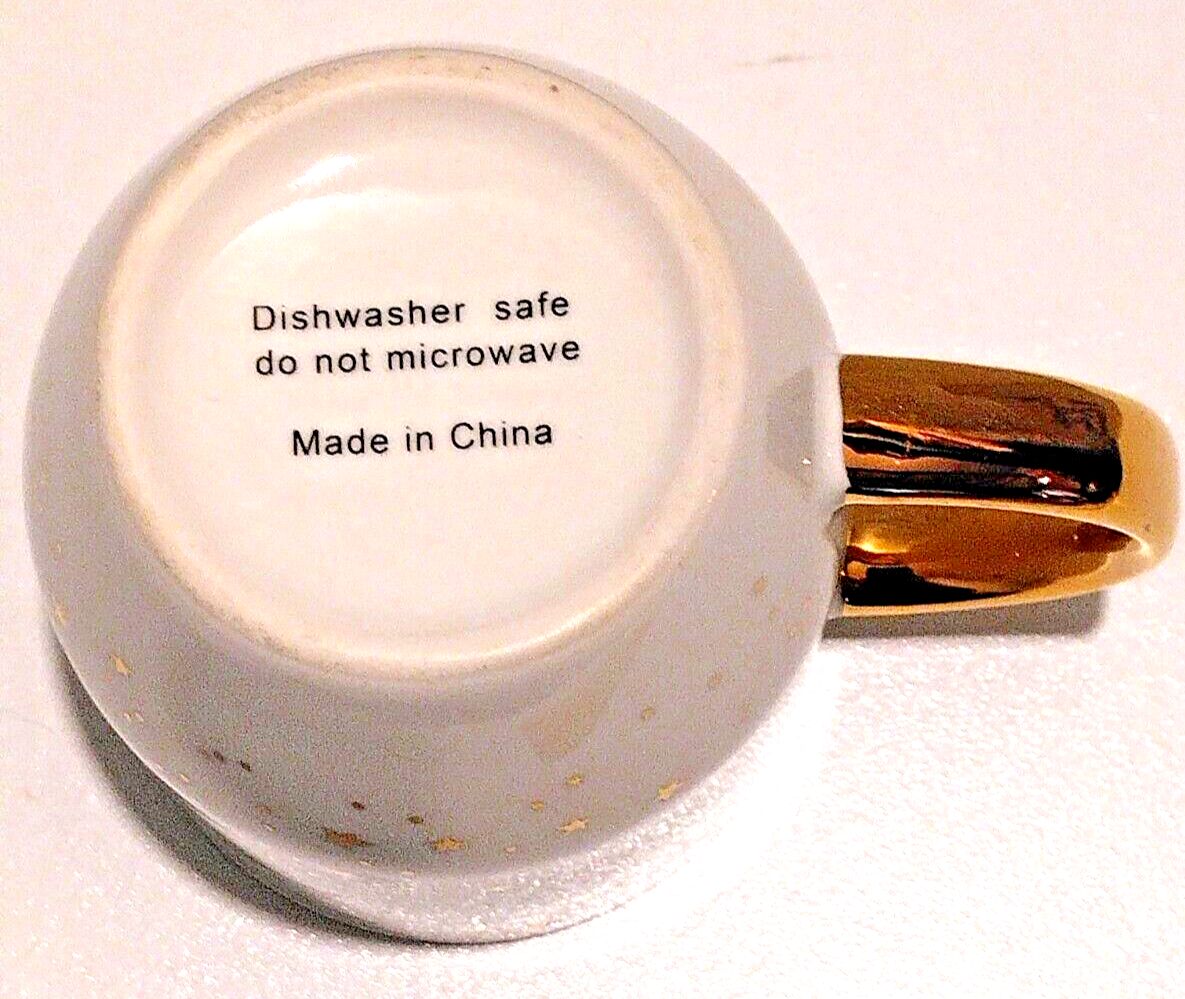 Dishwasher safe
do not microwave
Made in China